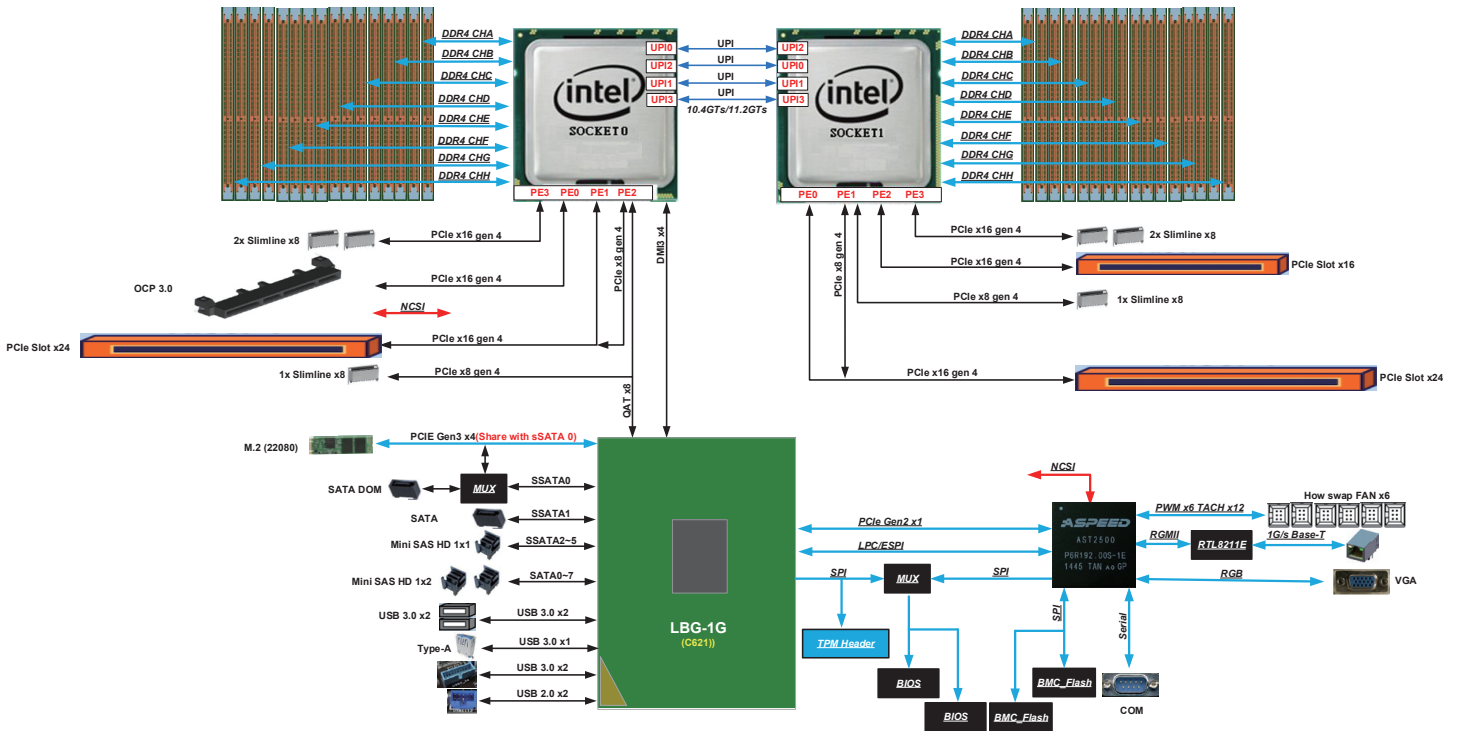 DDR4 CHA
DDR4 CHB
DDR4 CHC
DDR4 CHD
DDR4 CHE
DDR4 CHF
DDR4 CHG
DDR4 CHH
intel
SOCKET0
UPI0
UPI2
UPI1
UPI3
PE3 PE0 PE1 PE2
UPI
UPI
UPI
UPI
10.4GTs/11.2GTs
UPI2
UPI0
UPI1
UPI3
intel
SOCKET1
PE0 PE1 PE2 PE3
DDR4 CHA
DDR4 CHB
DDR4 CHC
DDR4 CHD
DDR4 CHE
DDR4 CHF
DDR4 CHG
DDR4 CHH
2x Slimline x8
PCIe x16 gen 4
OCP 3.0
PCIe x16 gen 4
NCSI
PCIe Slot x24
PCIe x16 gen 4
1x Slimline x8
PCIe x8 gen 4
PCIe x8 gen 4
DMI3 x4
QAT x8
PCIe x16 gen 4
2x Slimline x8
PCIe x16 gen 4
PCIe Slot x16
PCIe x8 gen 4
PCIe x8 gen 4
1x Slimline x8
PCIe x16 gen 4
PCIe Slot x24
M.2 (22080)
PCIE Gen3 x4(Share with sSATA 0)
SATA DOM
MUX
SSATA0
SATA
SSATA1
Mini SAS HD 1x1
SSATA2~5
Mini SAS HD 1x2
SATA0~7
USB 3.0 x2
USB 3.0 x2
Type-A
USB 3.0 x1
USB 3.0 x2
USB 2.0 x2
LBG-1G
(C621))
PCIe Gen2 x1
LPC/ESPI
SPI
MUX
SPI
TPM Header
BIOS
BIOS
NCSI
ASPEED
AST2500
P6R192.00S-1E
1445 TAN AO GP
PWM x6 TACH x12
How swap FAN x6
RGMII
RTL8211E
1G/s Base-T
RGB
VGA
SPI
Serial
BMC_Flash
BMC_Flash
COM